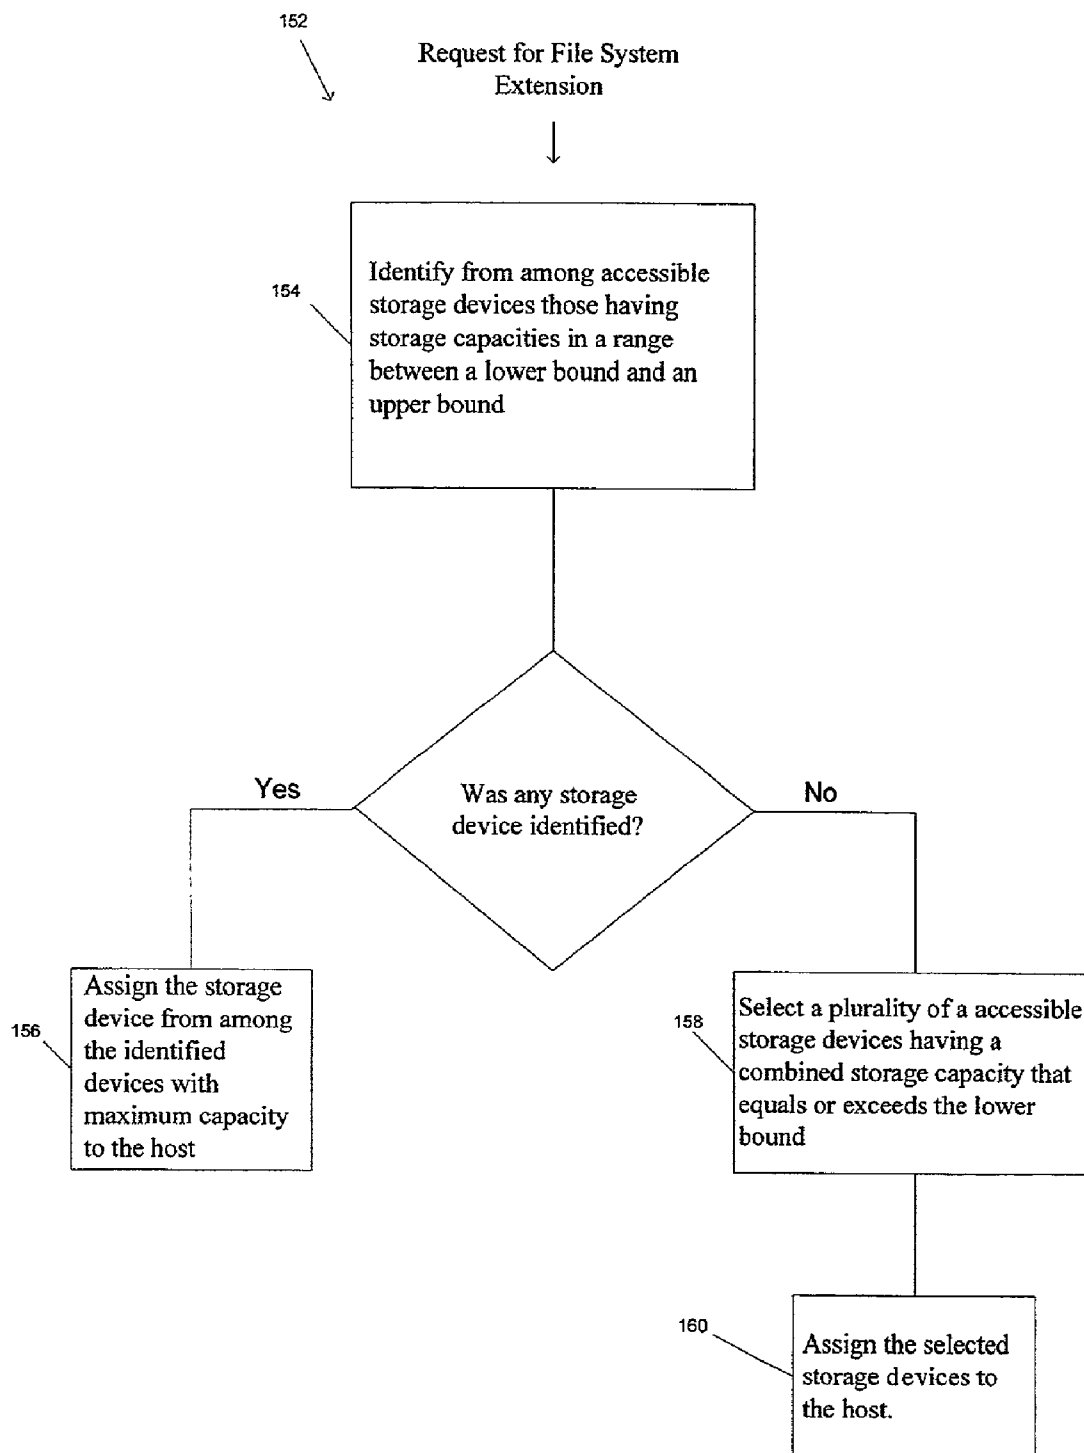 152
Request for File System
Extension
154
Identify from among accessible
storage devices those having
storage capacities in a range
between a lower bound and an
upper bound
Yes
Was any storage
device identified?
No
156
Assign the storage
device from among
the identified
devices with
maximum capacity
to the host
158
Select a plurality of a accessible
storage devices having a
combined storage capacity that
equals or exceeds the lower
bound
160
Assign the selected
storage devices to
the host.